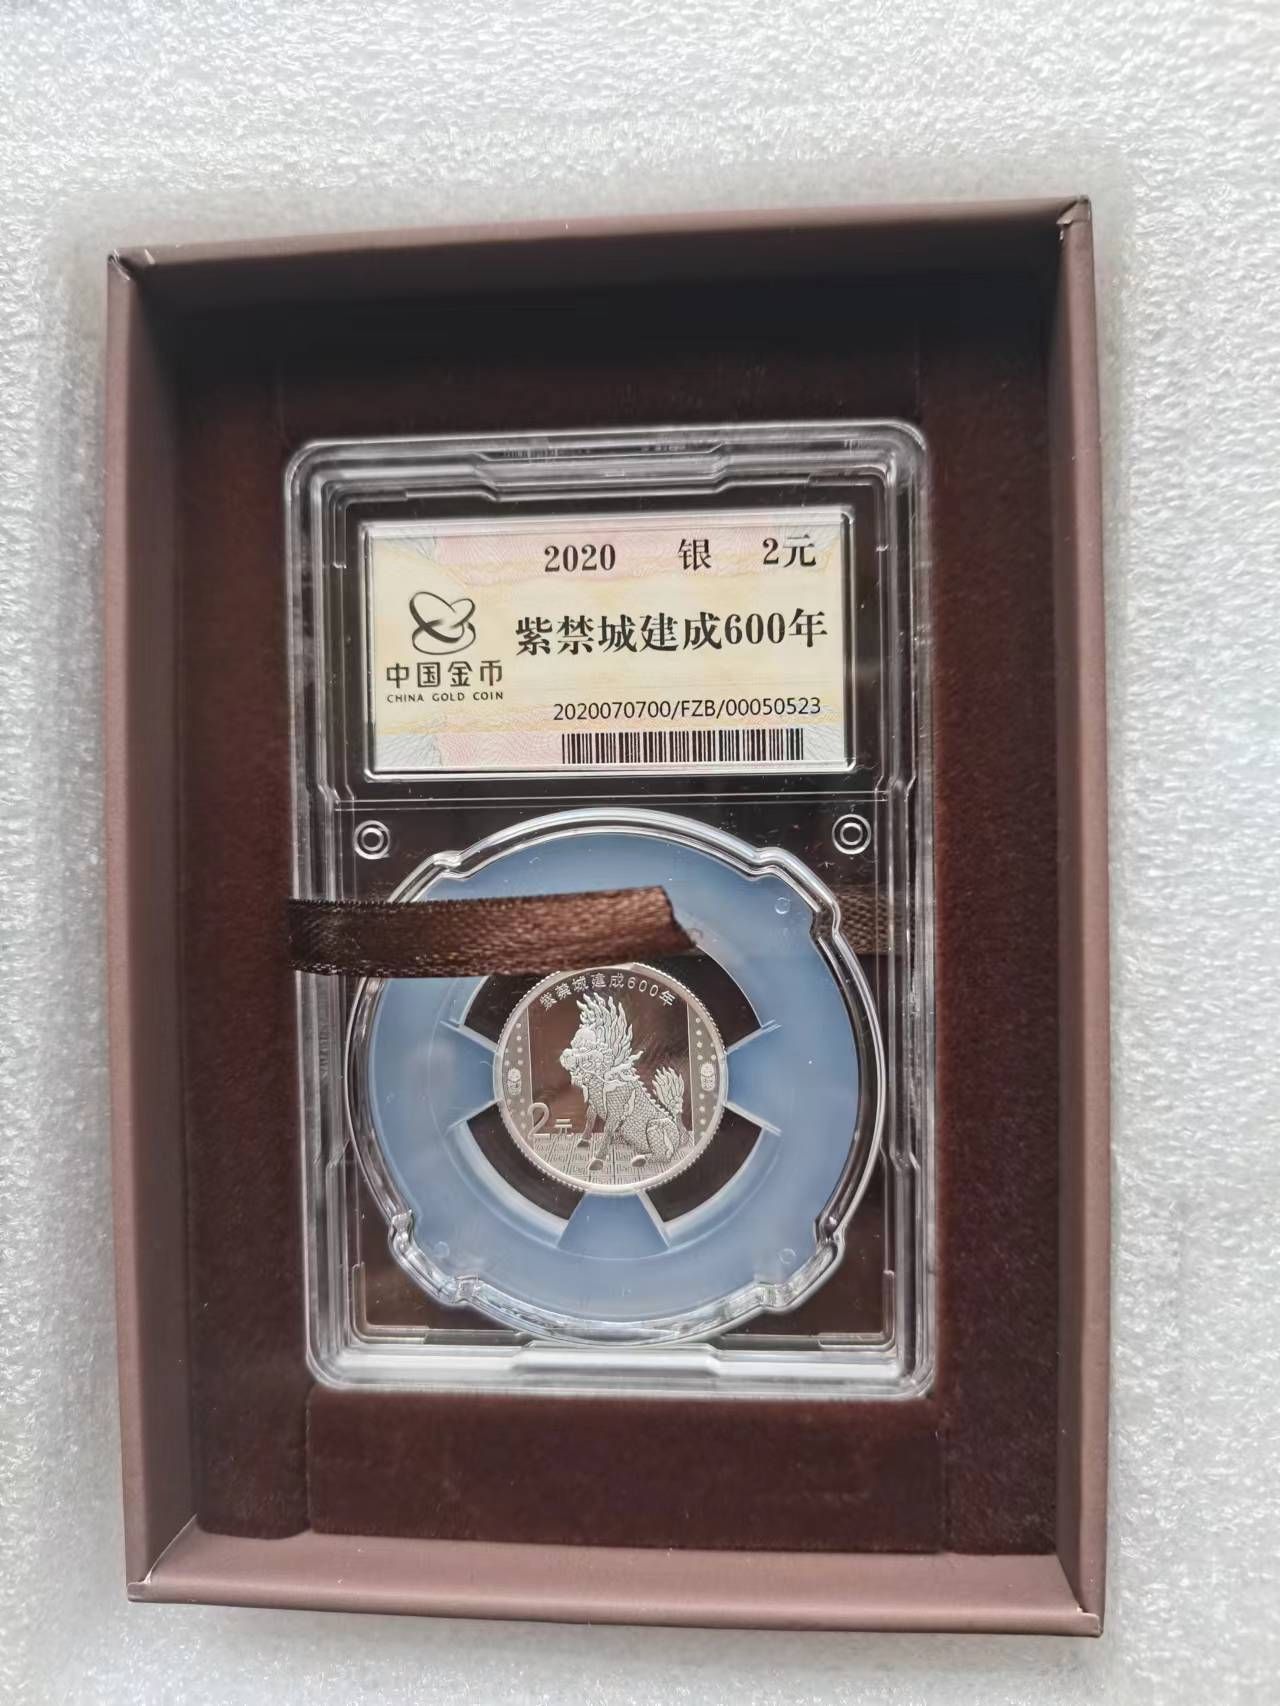 2020 银 2元
紫禁城建成600年
中国金币
CHINA GOLD COIN
2020070700/FZB/00050523
紫禁城建成600年
2元